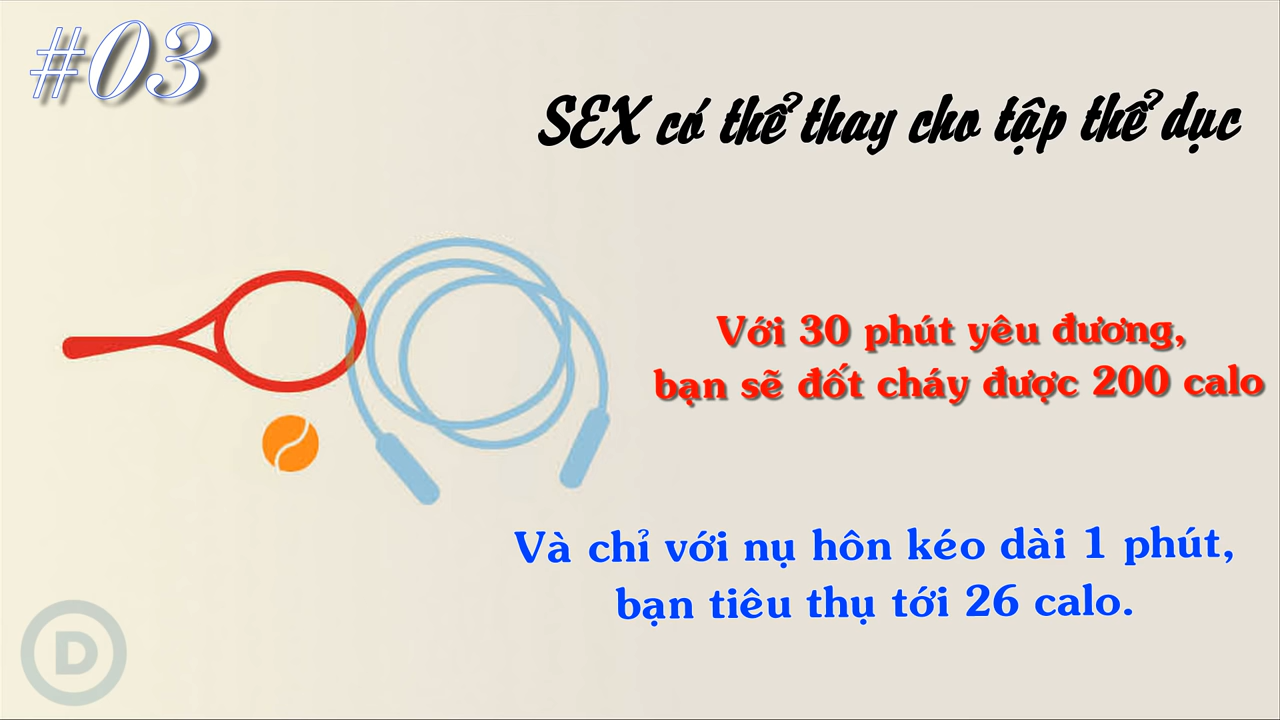 #03
SEX có thể thay cho tập thể dục
Với 30 phút yêu đương,
bạn sẽ đốt cháy được 200 calo
Và chỉ với nụ hôn kéo dài 1 phút,
bạn tiêu thụ tới 26 calo.
D